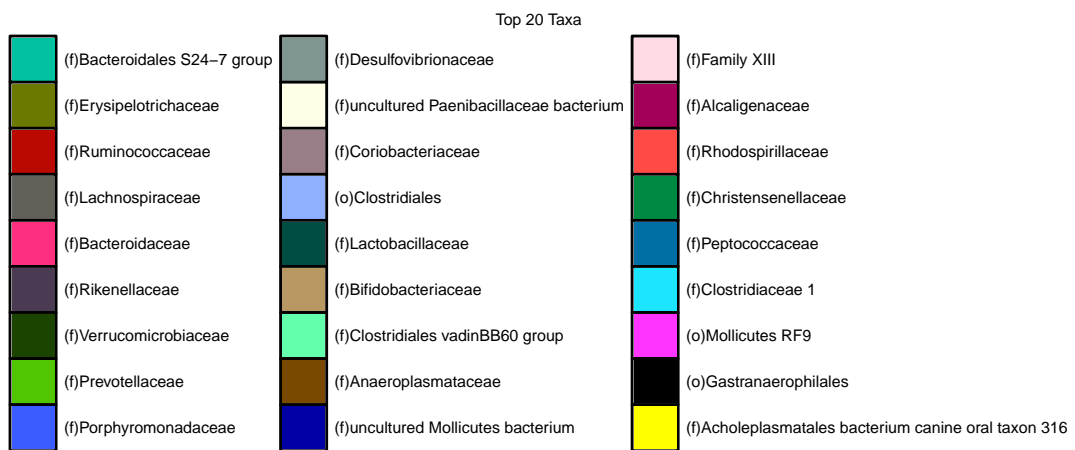 Top 20 Taxa
(f)Bacteroidales S24−7 group
(f)Erysipelotrichaceae
(f)Ruminococcaceae
(f)Lachnospiraceae
(f)Bacteroidaceae
(f)Rikenellaceae
(f)Verrucomicrobiaceae
(f)Prevotellaceae
(f)Porphyromonadaceae
(f)Desulfovibrionaceae
(f)uncultured Paenibacillaceae bacterium
(f)Coriobacteriaceae
(o)Clostridiales
(f)Lactobacillaceae
(f)Bifidobacteriaceae
(f)Clostridiales vadinBB60 group
(f)Anaeroplasmataceae
(f)uncultured Mollicutes bacterium
(f)Family XIII
(f)Alcaligenaceae
(f)Rhodospirillaceae
(f)Christensenellaceae
(f)Peptococcaceae
(f)Clostridiaceae 1
(o)Mollicutes RF9
(o)Gastranaerophilales
(f)Acholeplasmatales bacterium canine oral taxon 316